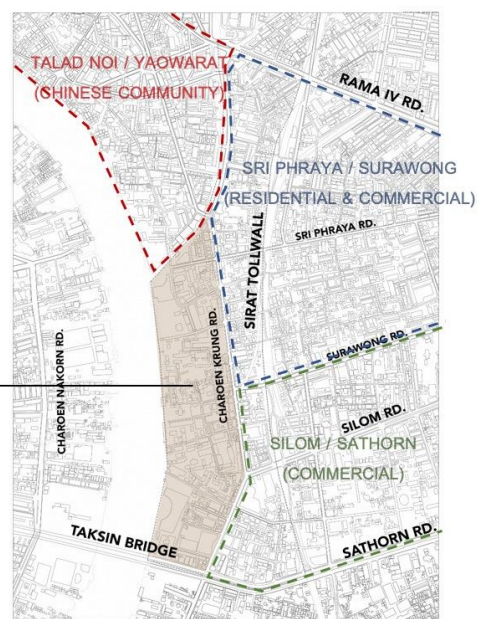 TALAD NOI / YAOWARAT
(CHINESE COMMUNITY)
RAMA IV RD.
SRI PHRAYA / SURAWONG
(RESIDENTIAL & COMMERCIAL)
SRI PHRAYA RD.
SIRAT TOLLWALL
CHAROEN NAKORN RD.
CHAROEN KRUNG RD.
SURAWONG RD.
SILOM RD.
SILOM / SATHORN
(COMMERCIAL)
TAKSIN BRIDGE
SATHORN RD.